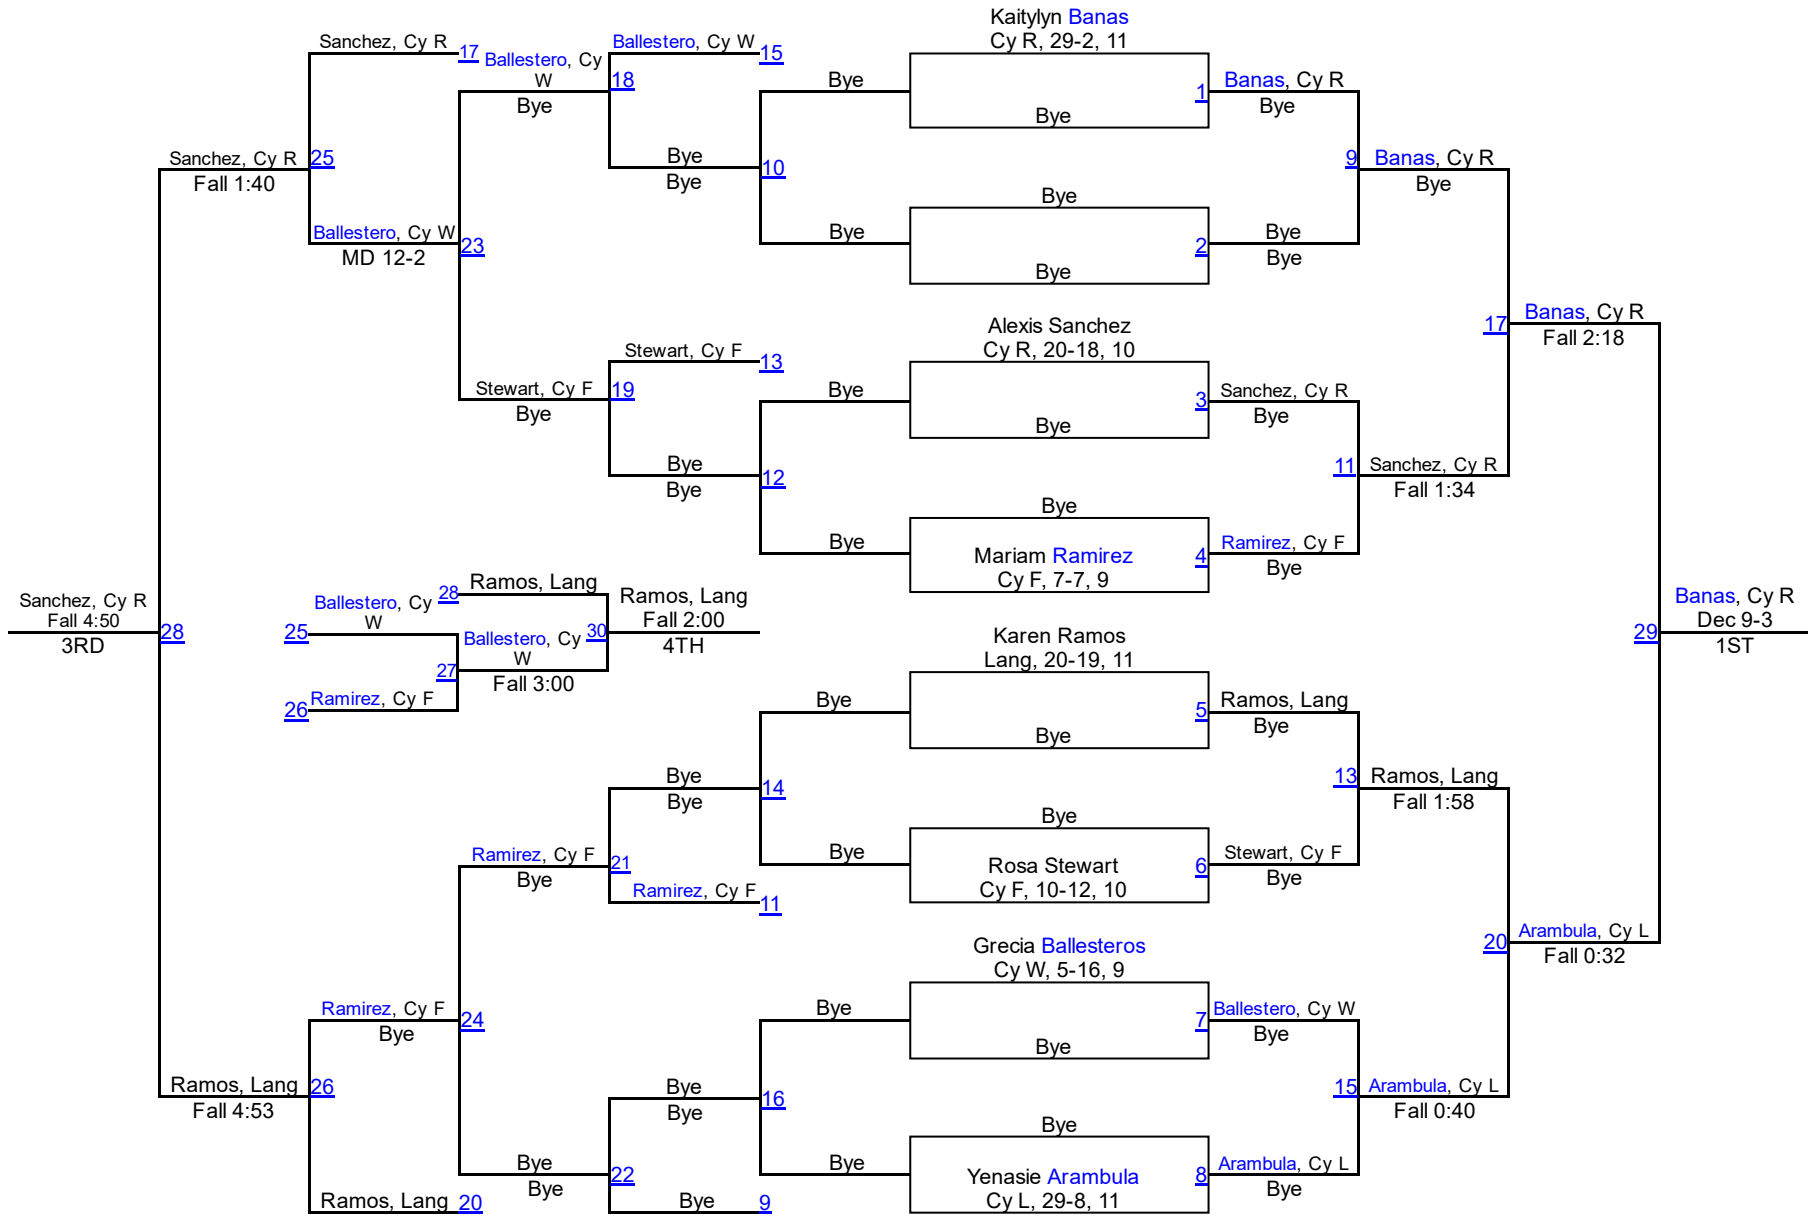 Kaitylyn Banas
Cy R, 29-2, 11
Bye
1
Banas, Cy R
Bye
Bye
Bye
2
Bye
Bye
9
Banas, Cy R
Bye
Alexis Sanchez
Cy R, 20-18, 10
Bye
3
Sanchez, Cy R
Bye
Bye
Mariam Ramirez
Cy F, 7-7, 9
4
Ramirez, Cy F
Bye
11
Sanchez, Cy R
Fall 1:34
17
Banas, Cy R
Fall 2:18
Karen Ramos
Lang, 20-19, 11
Bye
5
Ramos, Lang
Bye
Bye
Rosa Stewart
Cy F, 10-12, 10
6
Stewart, Cy F
Bye
13
Ramos, Lang
Fall 1:58
Grecia Ballesteros
Cy W, 5-16, 9
Bye
7
Ballestero, Cy W
Bye
Bye
Yenasie Arambula
Cy L, 29-8, 11
8
Arambula, Cy L
Bye
15
Arambula, Cy L
Fall 0:40
20
Arambula, Cy L
Fall 0:32
29
Banas, Cy R
Dec 9-3
1ST
Bye
Bye
10
Bye
Bye
Ballestero, Cy W
15
18
Ballestero, Cy
W
Bye
Bye
Bye
12
Bye
Bye
Stewart, Cy F
13
19
Stewart, Cy F
Bye
23
Ballestero, Cy W
MD 12-2
Sanchez, Cy R
17
25
Sanchez, Cy R
Fall 1:40
Bye
Bye
14
Bye
Bye
Ramirez, Cy F
11
21
Ramirez, Cy F
Bye
Bye
Bye
16
Bye
Bye
Bye
9
22
Bye
Bye
24
Ramirez, Cy F
Bye
Ramos, Lang
20
26
Ramos, Lang
Fall 4:53
28
Sanchez, Cy R
Fall 4:50
3RD
Ballestero, Cy
W
25
Ramirez, Cy F
26
27
Ballestero, Cy
W
Fall 3:00
28
Ramos, Lang
30
Ramos, Lang
Fall 2:00
4TH